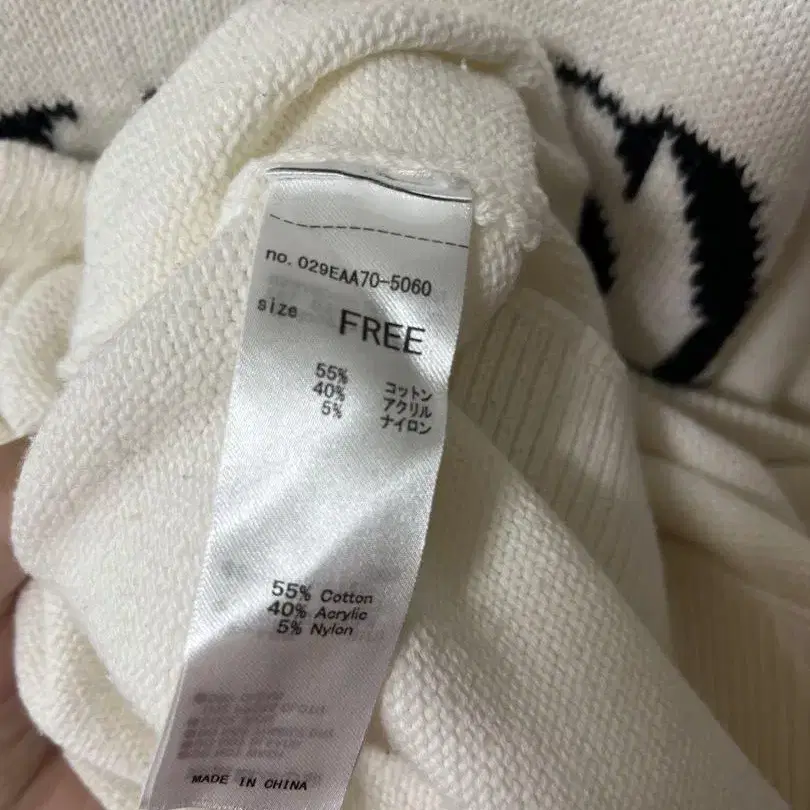 no. 029EAA70-5060
size FREE
55% コットン
40% アクリル
5% ナイロン
55% Cotton
40% Acrylic
5% Nylon
MADE IN CHINA